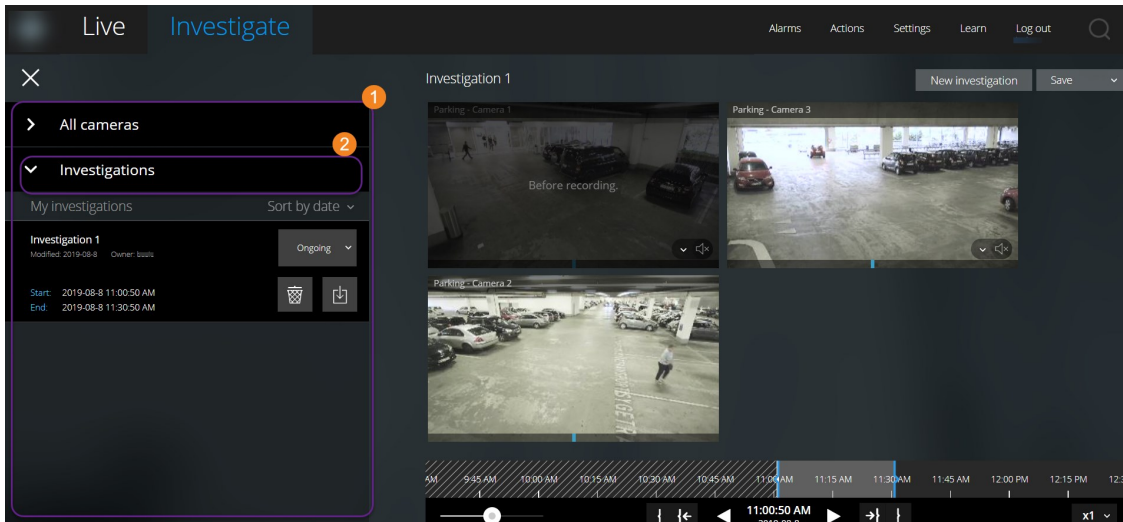 Live
Investigate
Alarms
Actions
Settings
Learn
Log out
1
All cameras
2
Investigations
My investigations
Sort by date
Investigation 1
Modified: 2019-08-8 Owner:
Ongoing
Start: 2019-08-8 11:00:50 AM
End: 2019-08-8 11:30:50 AM
Investigation 1
New investigation
Save
Parking - Camera 1
Before recording.
Parking - Camera 3
Parking - Camera 2
AM 9:45 AM 10:00 AM 10:15 AM 10:30 AM 10:45 AM 11:00 AM 11:15 AM 11:30 AM 11:45 AM 12:00 PM 12:15 PM 12:3
11:00:50 AM
2019-08-8
x1